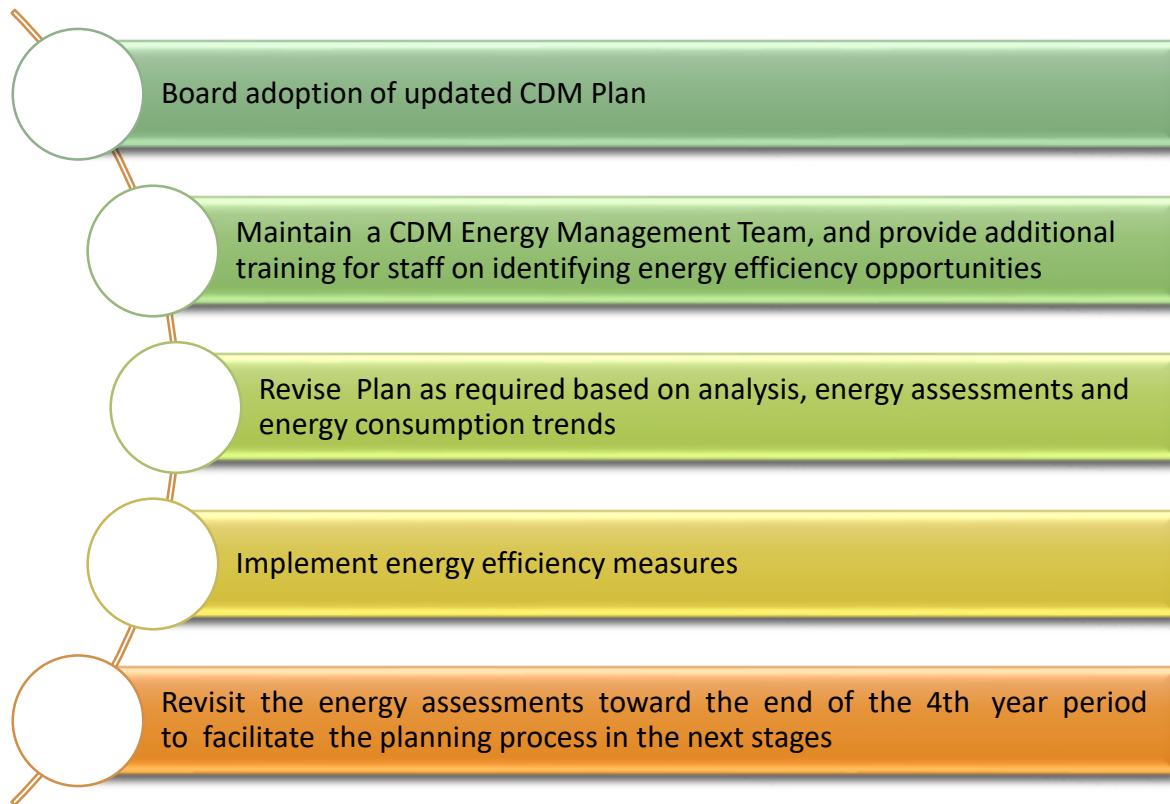 Board adoption of updated CDM Plan
Maintain a CDM Energy Management Team, and provide additional
training for staff on identifying energy efficiency opportunities
Revise Plan as required based on analysis, energy assessments and
energy consumption trends
Implement energy efficiency measures
Revisit the energy assessments toward the end of the 4th year period
to facilitate the planning process in the next stages